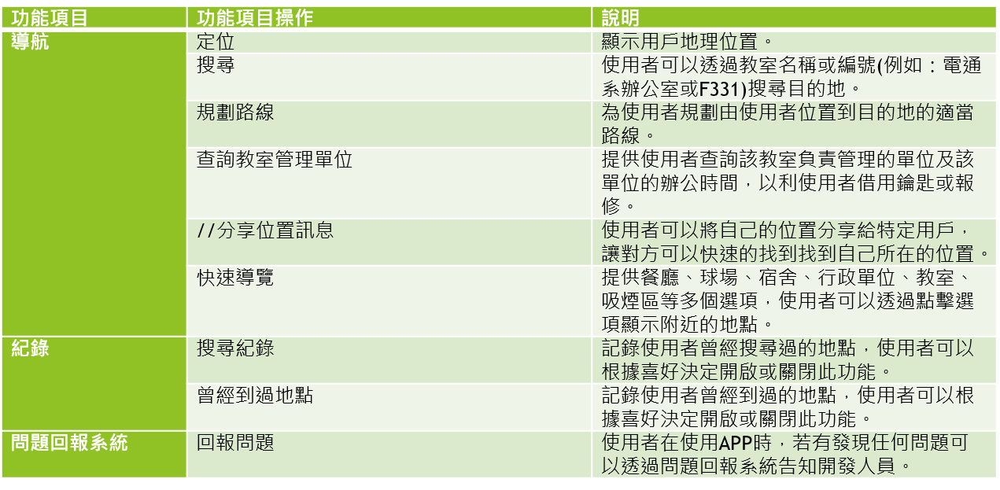 功能項目 功能項目操作 說明
導航 定位 顯示用戶地理位置。
搜尋 使用者可以透過教室名稱或編號(例如：電通
系辦公室或F331)搜尋目的地。
規劃路線 為使用者規劃由使用者位置到目的地的適當
路線。
查詢教室管理單位 提供使用者查詢該教室負責管理的單位及該
單位的辦公時間，以利使用者借用鑰匙或報
修。
//分享位置訊息 使用者可以將自己的位置分享給特定用戶，
讓對方可以快速的找到找到自己所在的位置。
快速導覽 提供餐廳、球場、宿舍、行政單位、教室、
吸煙區等多個選項，使用者可以透過點擊選
項顯示附近的地點。
紀錄 搜尋紀錄 記錄使用者曾經搜尋過的地點，使用者可以
根據喜好決定開啟或關閉此功能。
曾經到過地點 記錄使用者曾經到過的地點，使用者可以根
據喜好決定開啟或關閉此功能。
問題回報系統 回報問題 使用者在使用APP時，若有發現任何問題可
以透過問題回報系統告知開發人員。